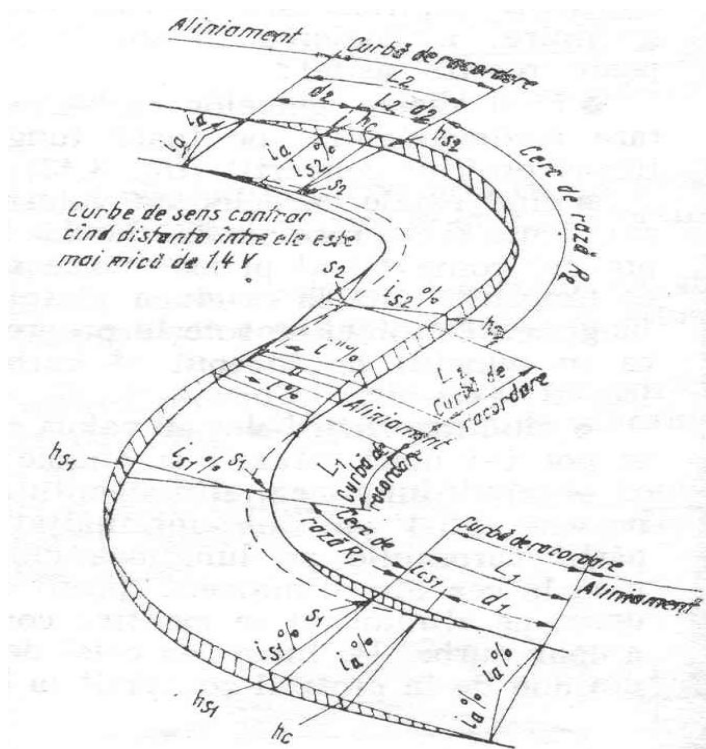 Aliniament
Curbă de racordare
L2
d2
L2-d2
hc
hs2
ia
ia
ia
is2%
s2
Cerc de rază R2
Curbe de sens contrar
cînd distanța între ele este
mai mică de 1.4 V
s2
is2%
hs2
L2
Curbă de
racordare
i"%
i%
Aliniament
L1
Curbă de
racordare
hs1
is1%
s1
Cerc de
rază R1
Curbă de racordare
ics1
L1
d1
Aliniament
s1
is1%
ia%
ia%
ia%
hs1
hc